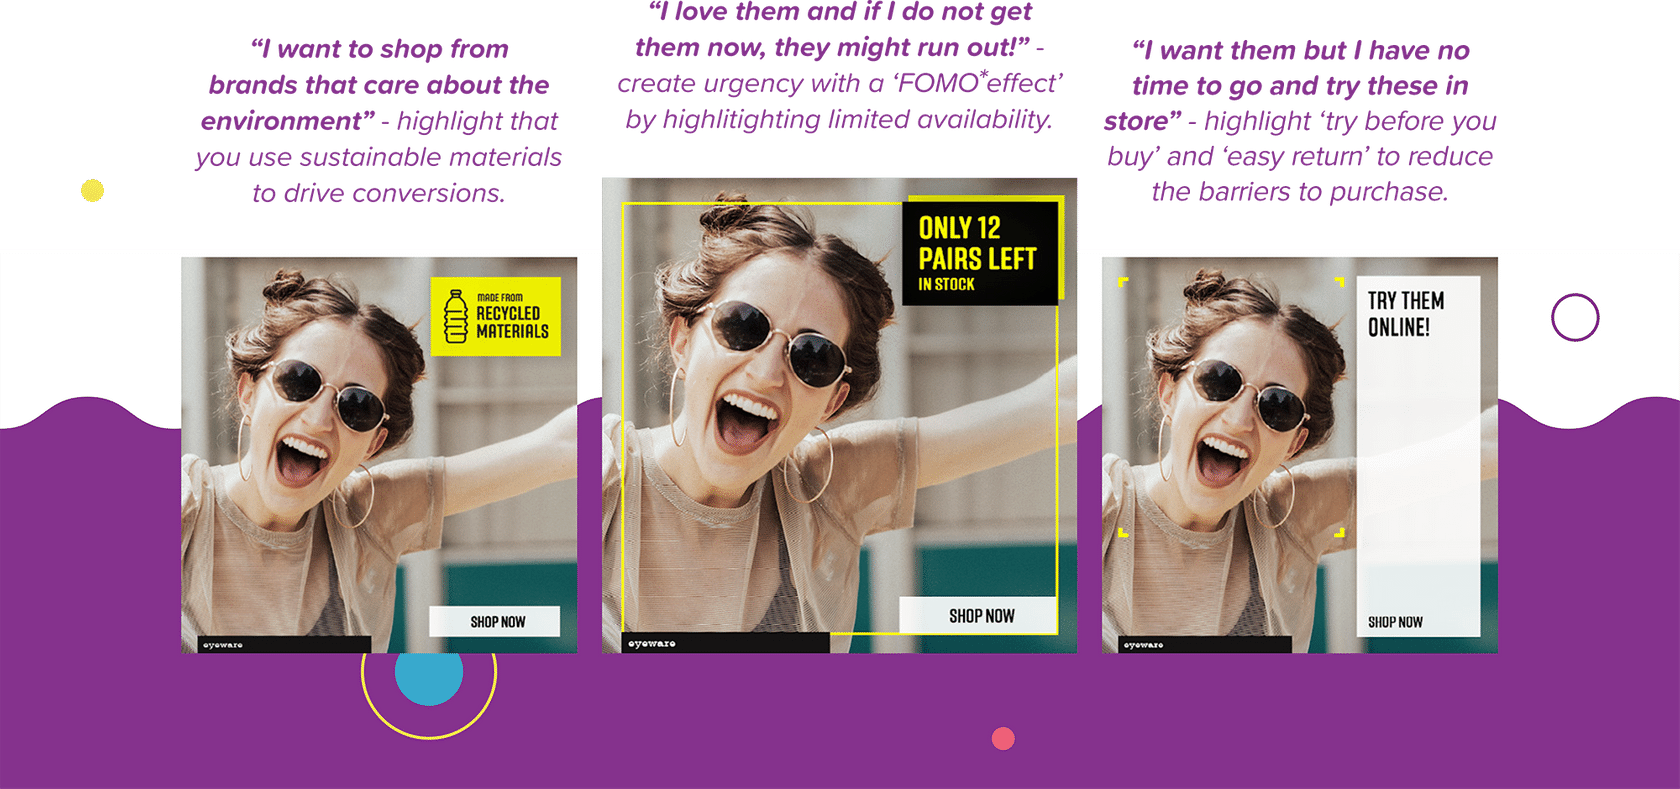 “I want to shop from
brands that care about the
environment” - highlight that
you use sustainable materials
to drive conversions.
“I love them and if I do not get
them now, they might run out!” -
create urgency with a ‘FOMO*effect’
by highlitighting limited availability.
“I want them but I have no
time to go and try these in
store” - highlight ‘try before you
buy’ and ‘easy return’ to reduce
the barriers to purchase.
MADE FROM
RECYCLED
MATERIALS
SHOP NOW
eyeware
ONLY 12
PAIRS LEFT
IN STOCK
SHOP NOW
eyeware
TRY THEM
ONLINE!
SHOP NOW
eyeware